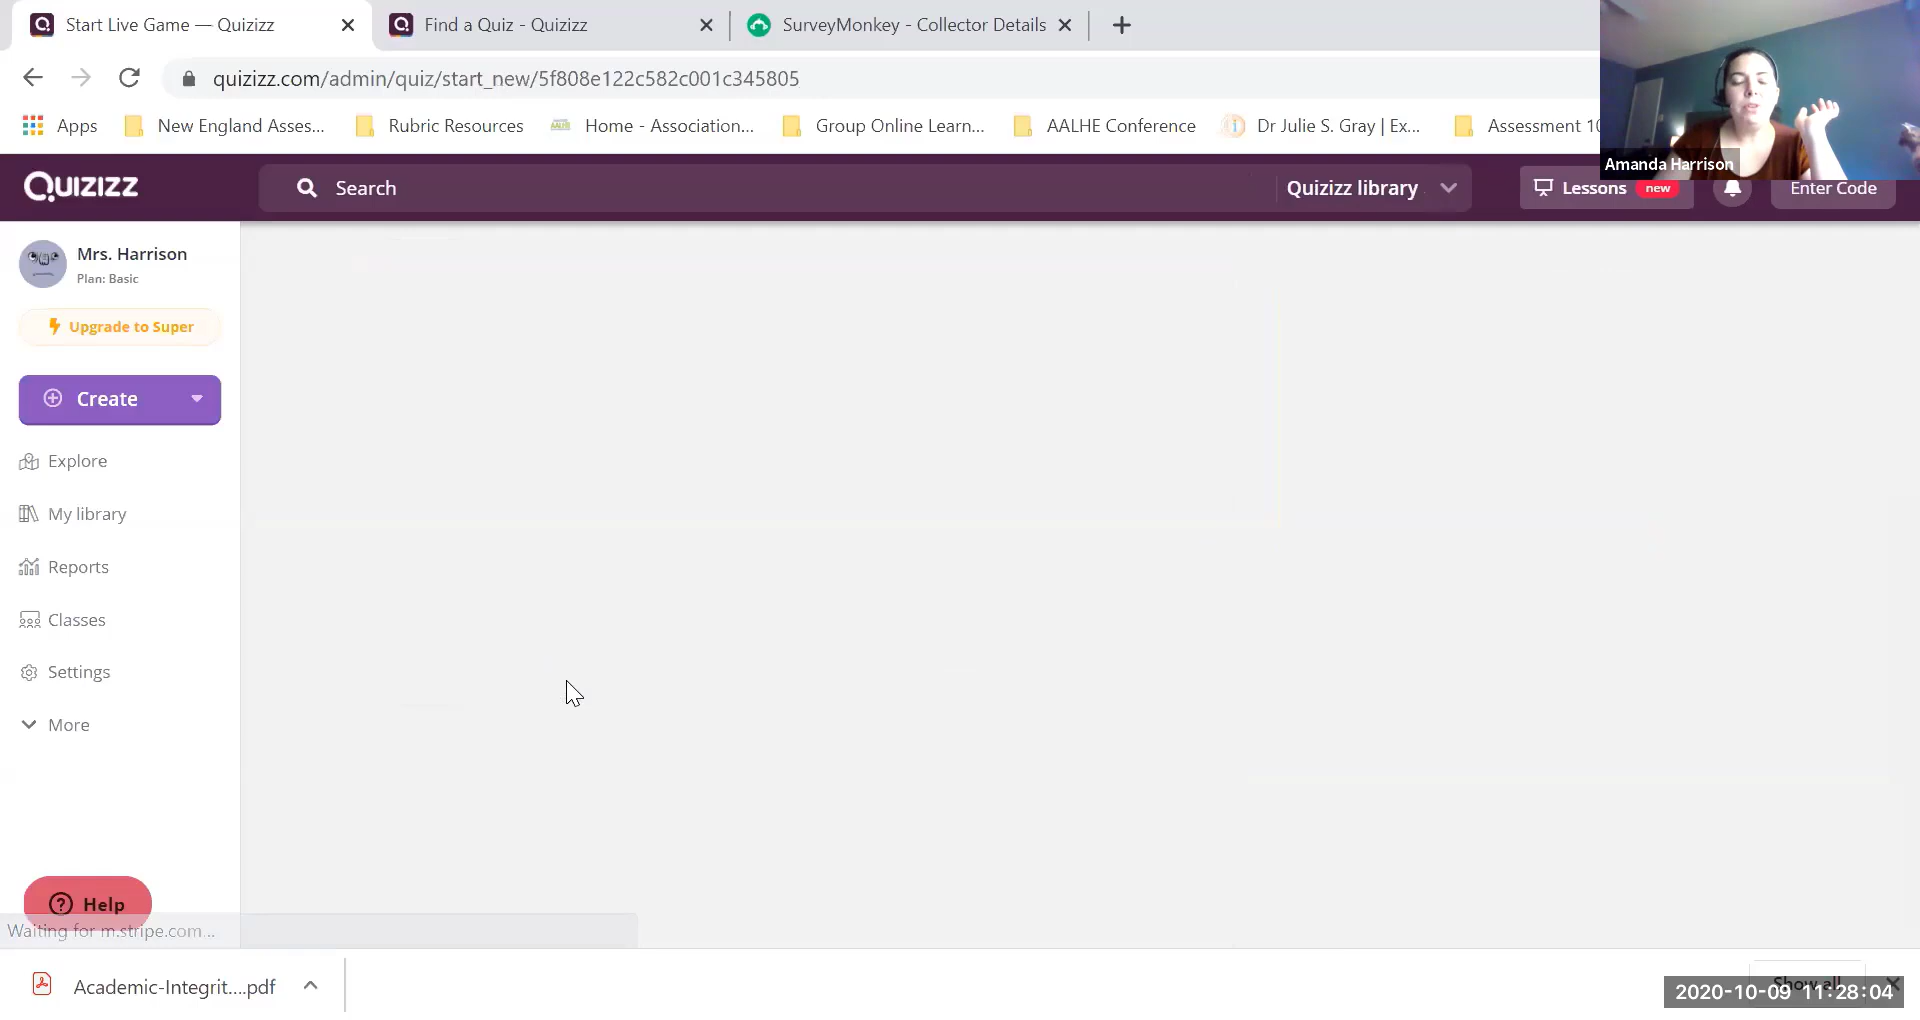 Start Live Game — Quizizz
Find a Quiz - Quizizz
SurveyMonkey - Collector Details
quizizz.com/admin/quiz/start_new/5f808e122c582c001c345805
Apps
New England Asses...
Rubric Resources
Home - Association...
Group Online Learn...
AALHE Conference
Dr Julie S. Gray | Ex...
Assessment 10
Amanda Harrison
QUIZIZZ
Search
Quizizz library
Lessons new
Enter Code
Mrs. Harrison
Plan: Basic
Upgrade to Super
Create
Explore
My library
Reports
Classes
Settings
More
Help
Waiting for m.stripe.com...
Academic-Integrit....pdf
Show all
2020-10-09 11:28:04